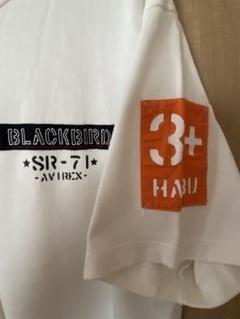 BLACKBIRD
★SR-71★
-AVIREX-
3+
HABU